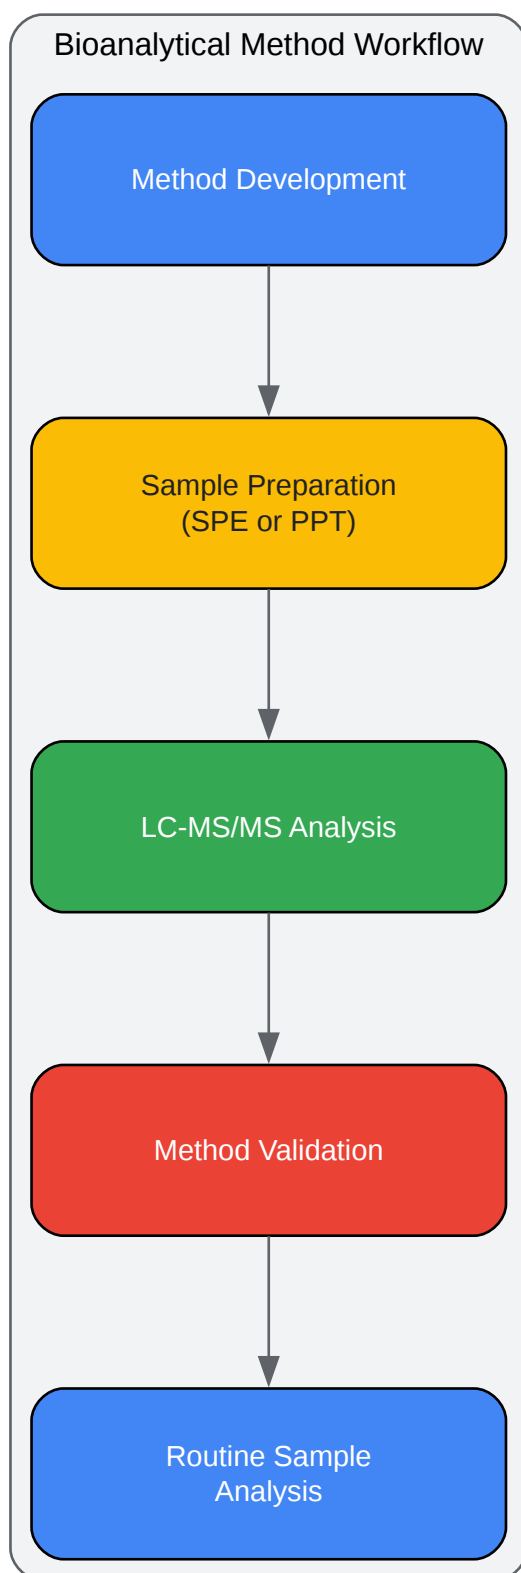 Bioanalytical Method Workflow
Method Development
Sample Preparation
(SPE or PPT)
LC-MS/MS Analysis
Method Validation
Routine Sample
Analysis